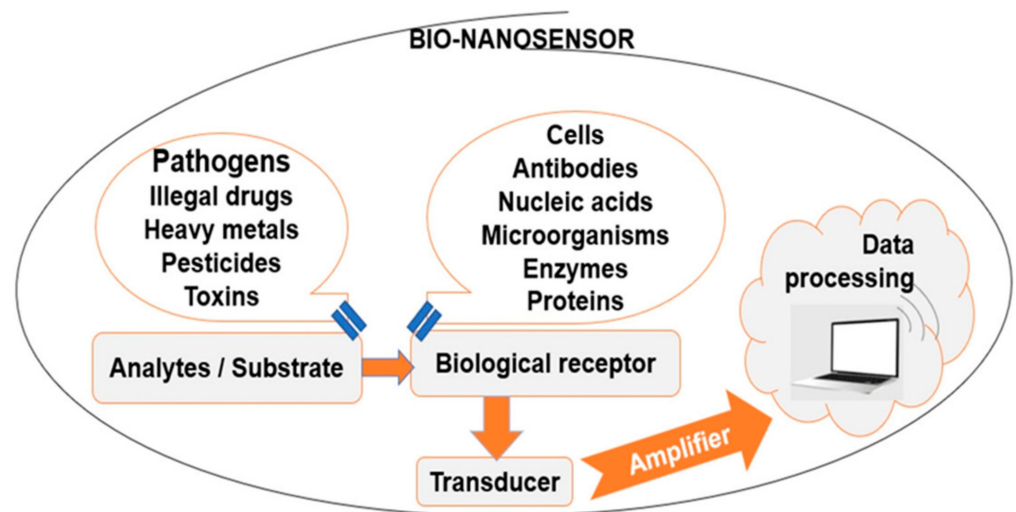 BIO-NANOSENSOR
Pathogens
Illegal drugs
Heavy metals
Pesticides
Toxins
Cells
Antibodies
Nucleic acids
Microorganisms
Enzymes
Proteins
Data
processing
Analytes / Substrate
Biological receptor
Transducer
Amplifier